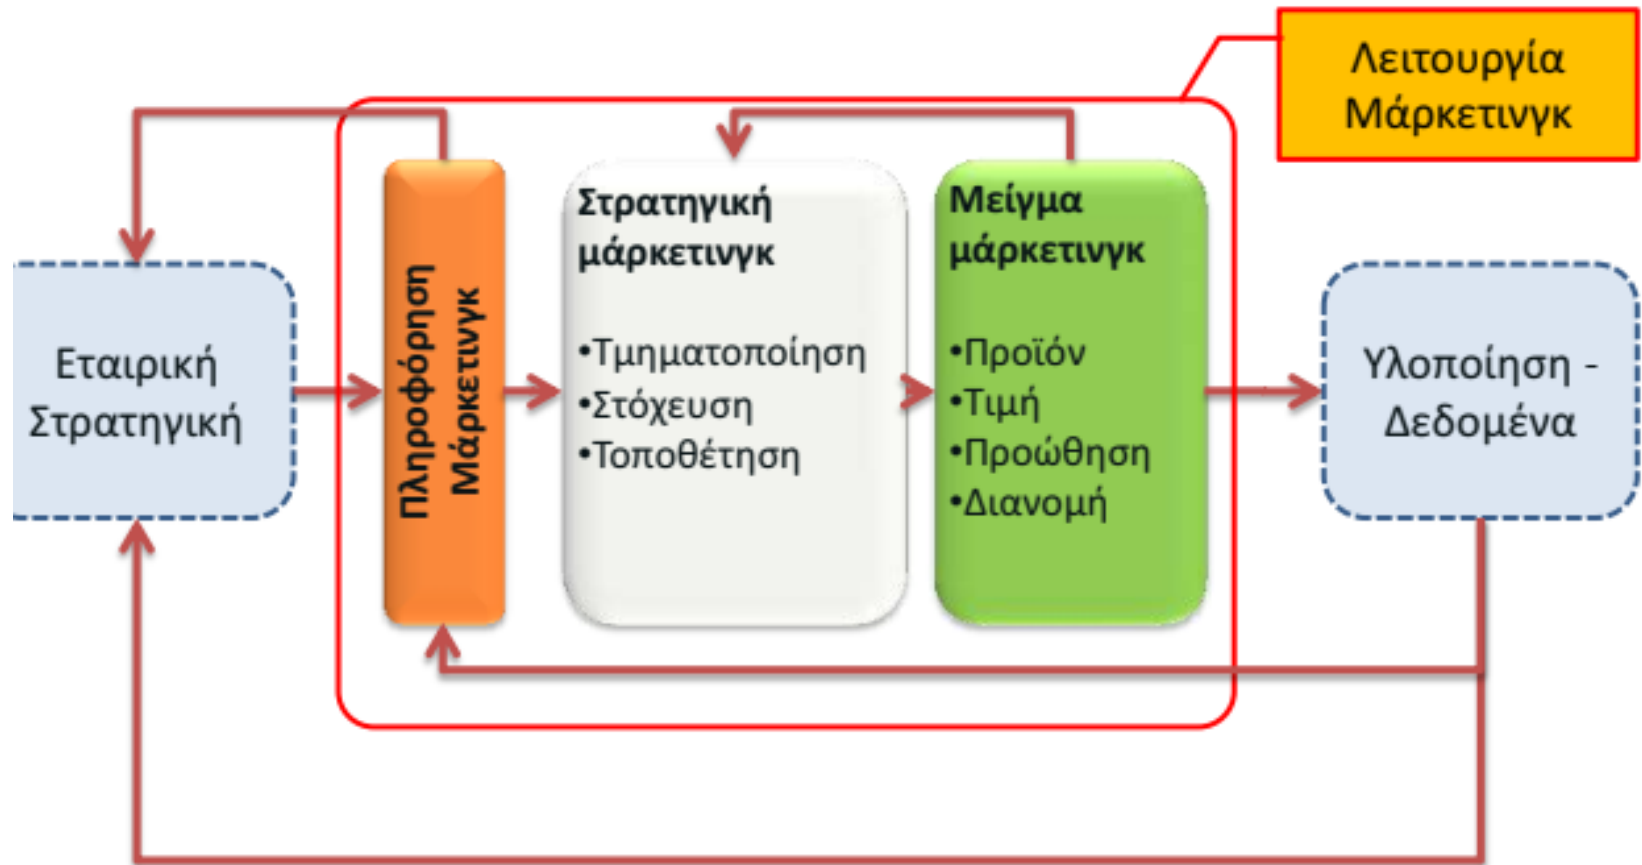 Λειτουργία
Μάρκετινγκ
Εταιρική
Στρατηγική
Πληροφόρηση
Μάρκετινγκ
Στρατηγική
μάρκετινγκ
•Τμηματοποίηση
•Στόχευση
•Τοποθέτηση
Μείγμα
μάρκετινγκ
•Προϊόν
•Τιμή
•Προώθηση
•Διανομή
Υλοποίηση -
Δεδομένα